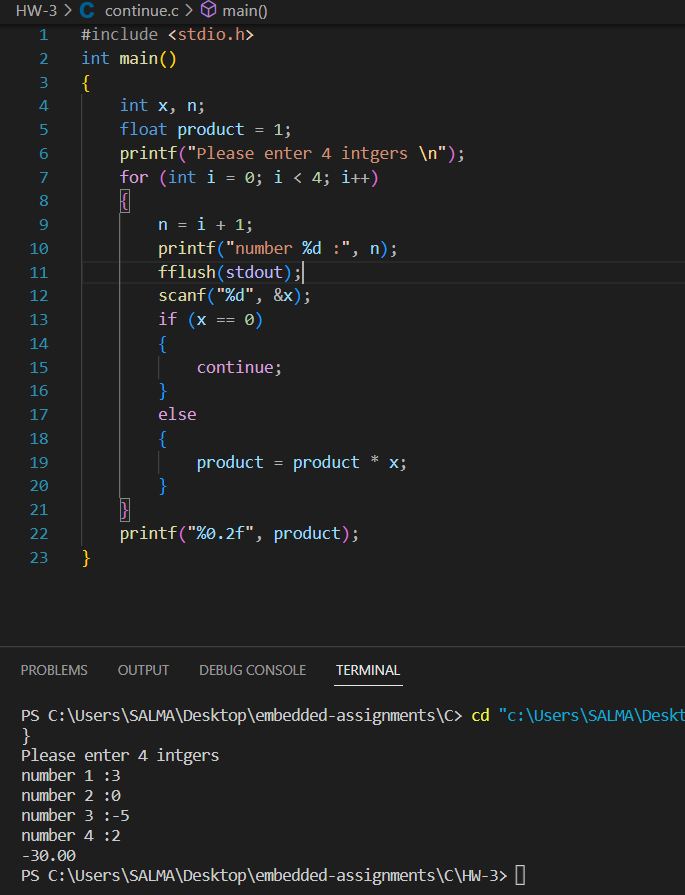 HW-3 > C continue.c > main()
1 #include <stdio.h>
2 int main()
3 {
4     int x, n;
5     float product = 1;
6     printf("Please enter 4 intgers \n");
7     for (int i = 0; i < 4; i++)
8     {
9         n = i + 1;
10         printf("number %d :", n);
11         fflush(stdout);
12         scanf("%d", &x);
13         if (x == 0)
14         {
15             continue;
16         }
17         else
18         {
19             product = product * x;
20         }
21     }
22     printf("%0.2f", product);
23 }
PROBLEMS OUTPUT DEBUG CONSOLE TERMINAL
PS C:\Users\SALMA\Desktop\embedded-assignments\C> cd "c:\Users\SALMA\Deskt
}
Please enter 4 intgers
number 1 :3
number 2 :0
number 3 :-5
number 4 :2
-30.00
PS C:\Users\SALMA\Desktop\embedded-assignments\C\HW-3>